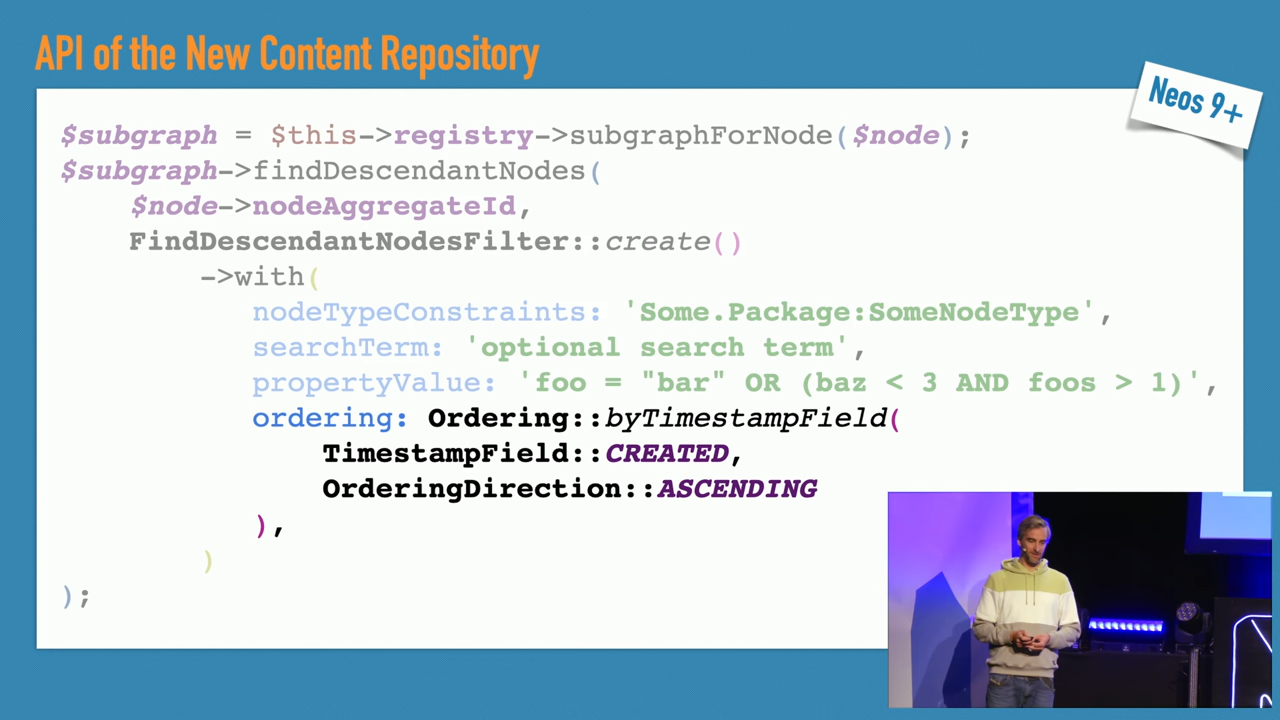 API of the New Content Repository
Neos 9+
$subgraph = $this->registry->subgraphForNode($node);
$subgraph->findDescendantNodes(
    $node->nodeAggregateId,
    FindDescendantNodesFilter::create()
        ->with(
            nodeTypeConstraints: 'Some.Package:SomeNodeType',
            searchTerm: 'optional search term',
            propertyValue: 'foo = "bar" OR (baz < 3 AND foos > 1)',
            ordering: Ordering::byTimestampField(
                TimestampField::CREATED,
                OrderingDirection::ASCENDING
            ),
        )
);